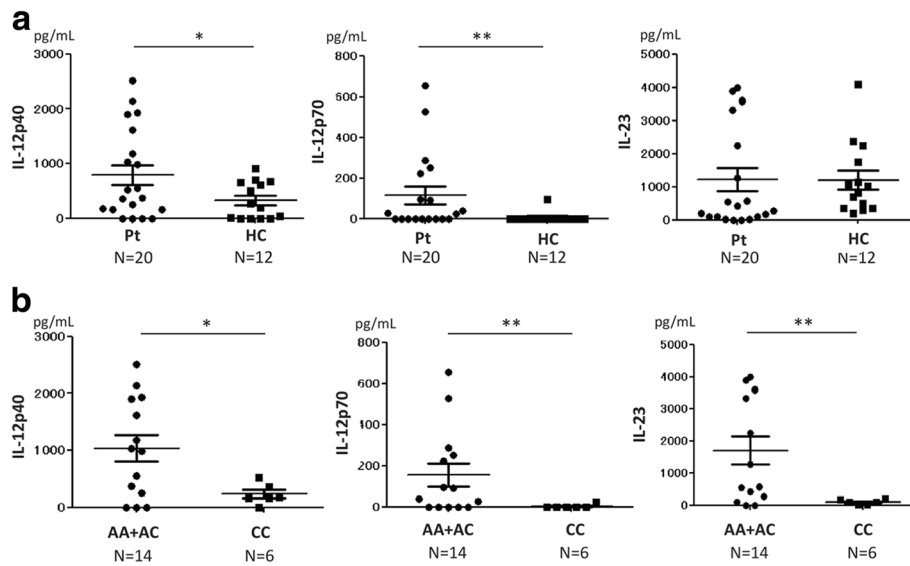 a
pg/mL
*
IL-12p40
3000
2000
1000
0
Pt
HC
N=20
N=12
pg/mL
**
IL-12p70
800
600
400
200
0
Pt
HC
N=20
N=12
pg/mL
IL-23
5000
4000
3000
2000
1000
0
Pt
HC
N=20
N=12
b
pg/mL
*
IL-12p40
3000
2000
1000
0
AA+AC
CC
N=14
N=6
pg/mL
**
IL-12p70
800
600
400
200
0
AA+AC
CC
N=14
N=6
pg/mL
**
IL-23
5000
4000
3000
2000
1000
0
AA+AC
CC
N=14
N=6